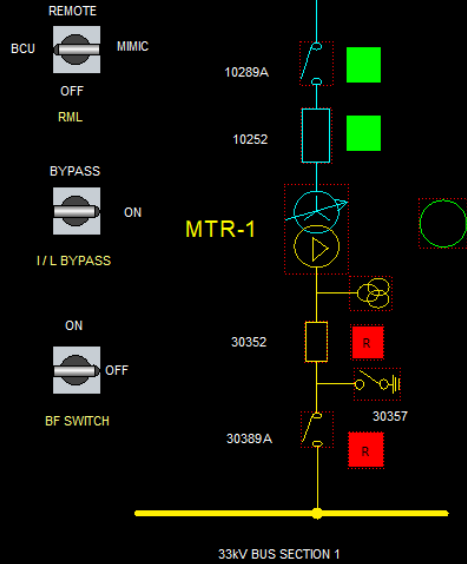 REMOTE
BCU
MIMIC
OFF
RML
10289A
10252
BYPASS
ON
MTR-1
I / L BYPASS
ON
OFF
BF SWITCH
30352
R
30357
30389A
R
33kV BUS SECTION 1